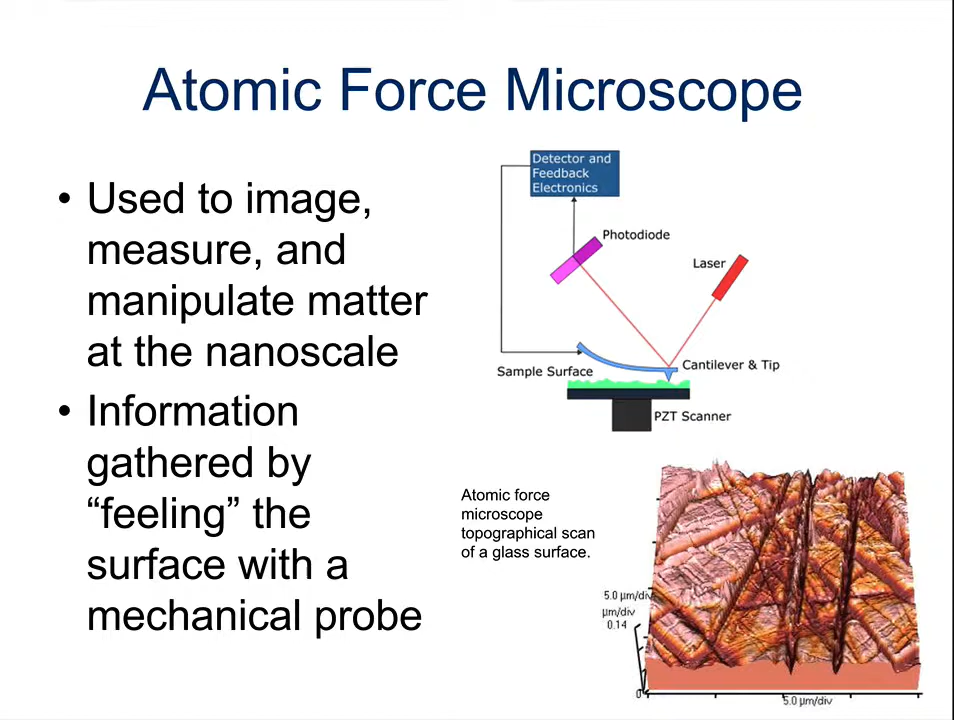 Atomic Force Microscope
• Used to image,
measure, and
manipulate matter
at the nanoscale
• Information
gathered by
“feeling” the
surface with a
mechanical probe
Detector and
Feedback
Electronics
Photodiode
Laser
Cantilever & Tip
Sample Surface
PZT Scanner
Atomic force
microscope
topographical scan
of a glass surface.
5.0 µm/div
µm/div
0.14
0
5.0 µm/div